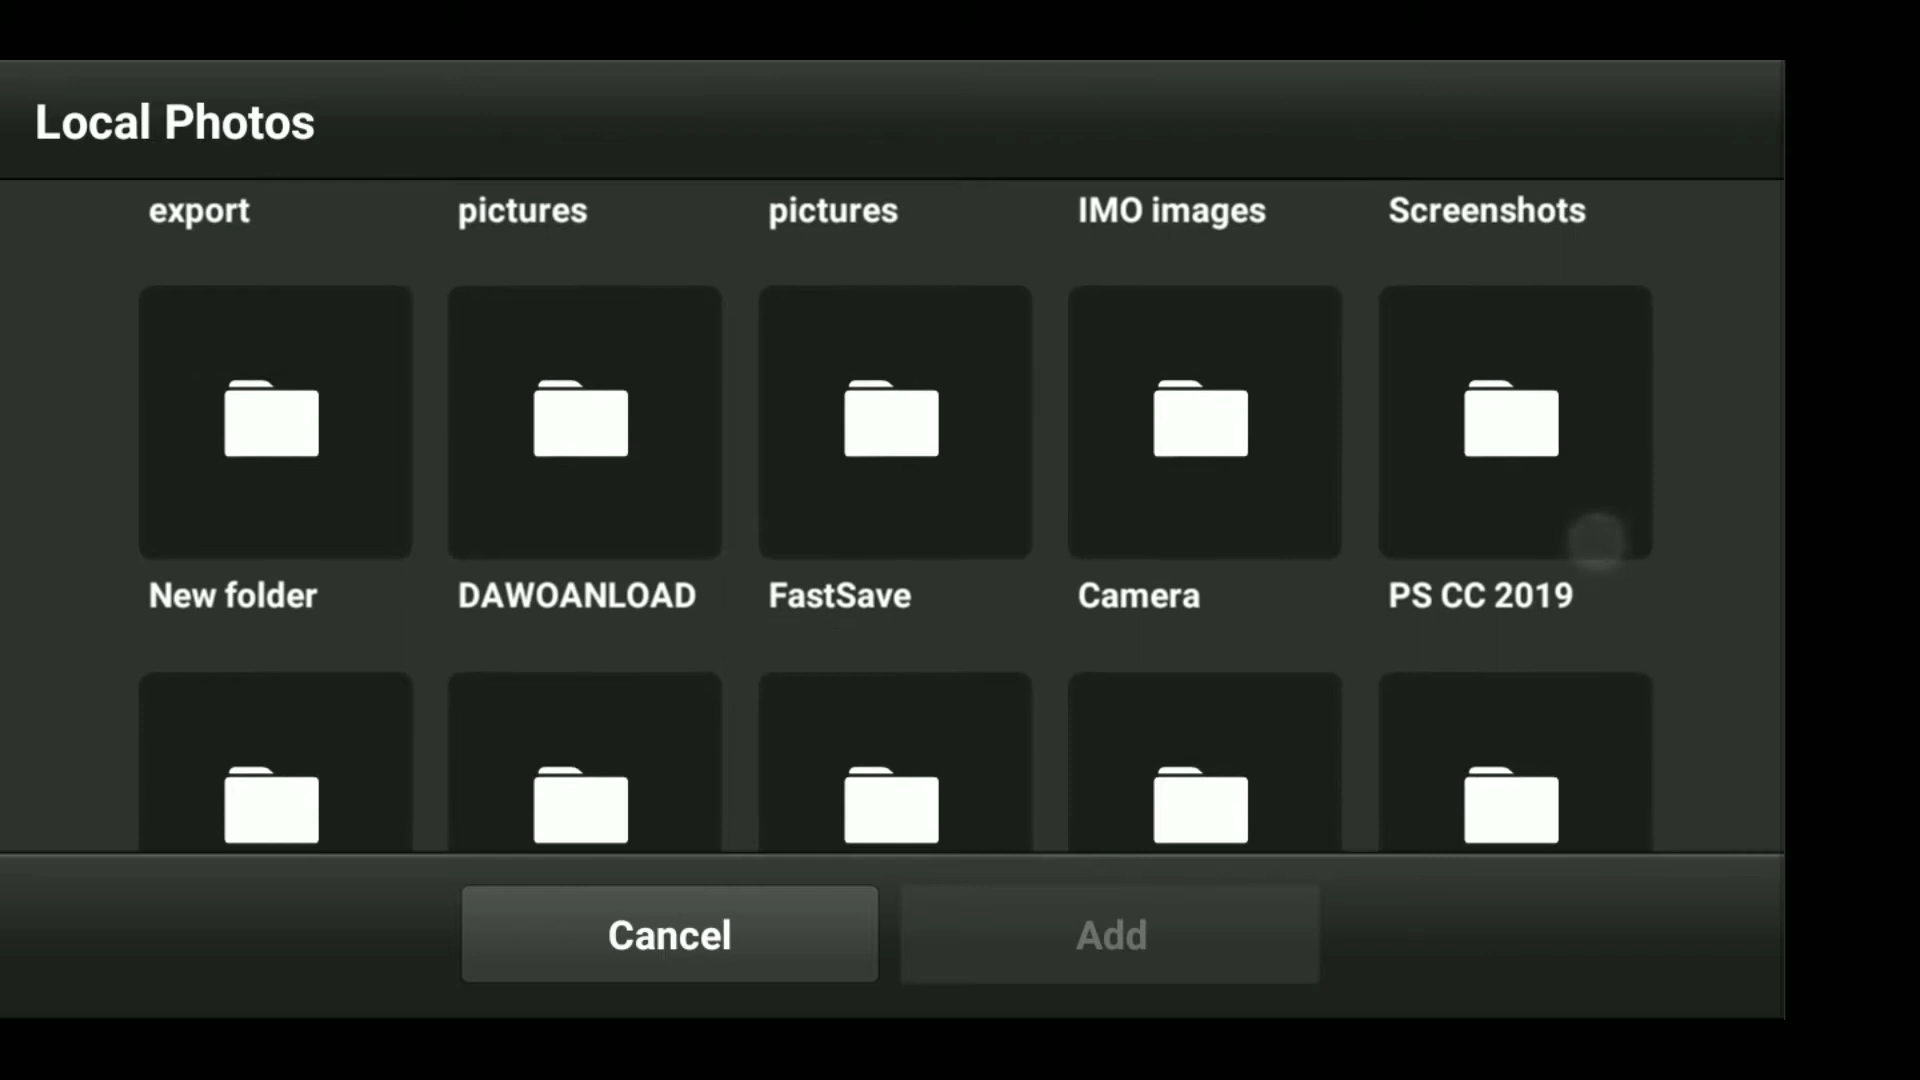 Local Photos
export
pictures
pictures
IMO images
Screenshots
New folder
DAWOANLOAD
FastSave
Camera
PS CC 2019
Cancel
Add